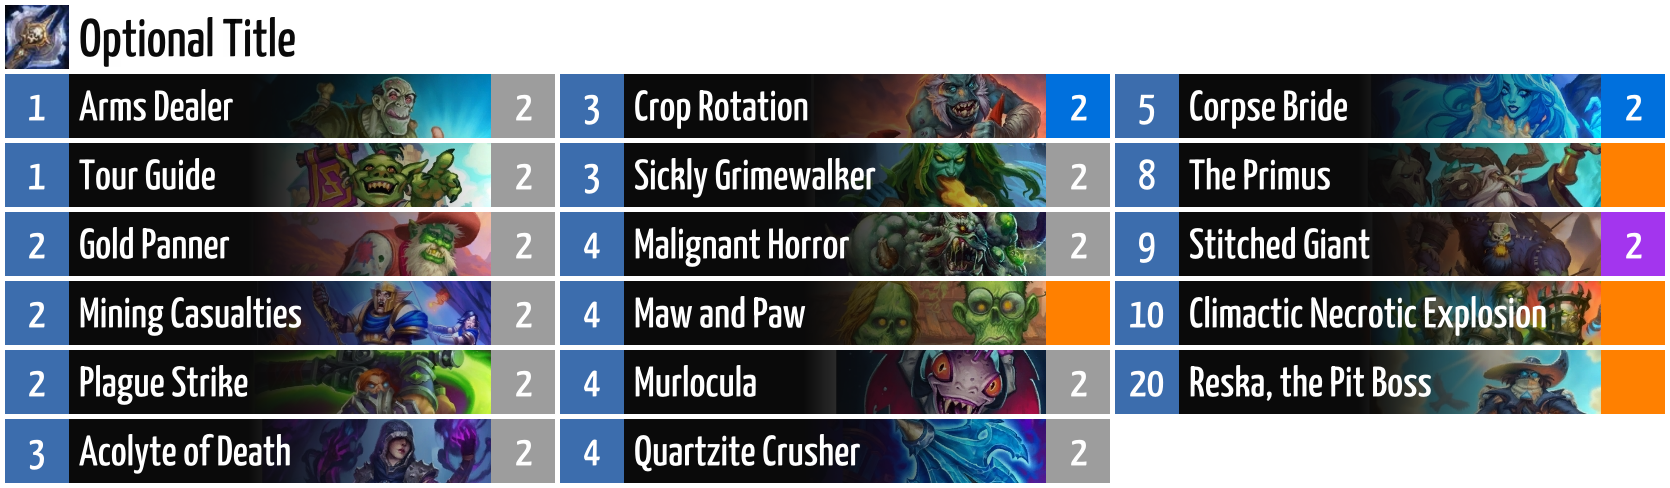 Optional Title
1 Arms Dealer 2
1 Tour Guide 2
2 Gold Panner 2
2 Mining Casualties 2
2 Plague Strike 2
3 Acolyte of Death 2
3 Crop Rotation 2
3 Sickly Grimewalker 2
4 Malignant Horror 2
4 Maw and Paw
4 Murlocula 2
4 Quartzite Crusher 2
5 Corpse Bride 2
8 The Primus
9 Stitched Giant 2
10 Climactic Necrotic Explosion
20 Reska, the Pit Boss